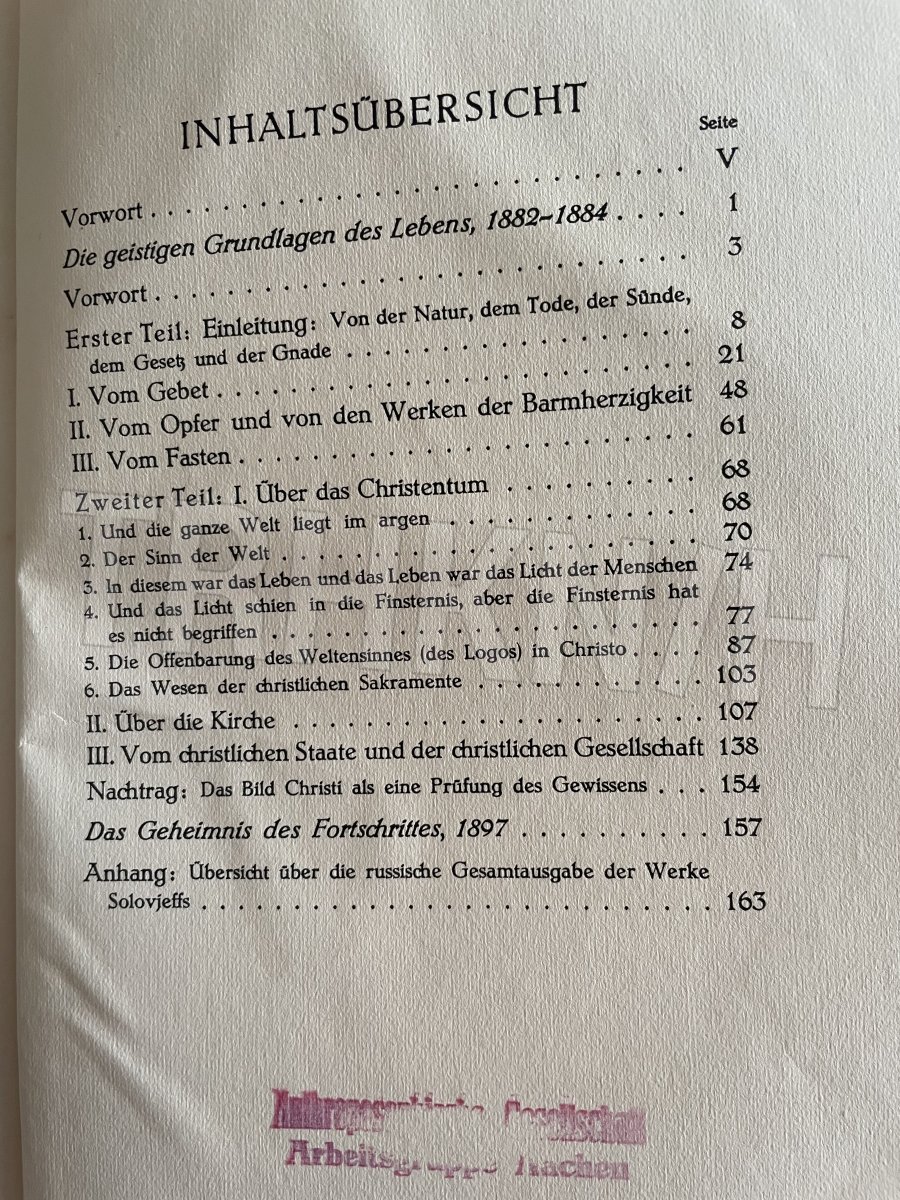 INHALTSÜBERSICHT
Seite
Vorwort . . . . . . . . . . . . . . . . . . . . . . . . V
Die geistigen Grundlagen des Lebens, 1882–1884 . . . . 1
Vorwort . . . . . . . . . . . . . . . . . . . . . . . . 3
Erster Teil: Einleitung: Von der Natur, dem Tode, der Sünde,
dem Gesetz und der Gnade . . . . . . . . . . . . . . . 8
I. Vom Gebet . . . . . . . . . . . . . . . . . . . . . 21
II. Vom Opfer und von den Werken der Barmherzigkeit 48
III. Vom Fasten . . . . . . . . . . . . . . . . . . . . 61
Zweiter Teil: I. Über das Christentum . . . . . . . . . 68
1. Und die ganze Welt liegt im argen . . . . . . . . . . 68
2. Der Sinn der Welt . . . . . . . . . . . . . . . . . . 70
3. In diesem war das Leben und das Leben war das Licht der Menschen 74
4. Und das Licht schien in die Finsternis, aber die Finsternis hat
es nicht begriffen . . . . . . . . . . . . . . . . . . . 77
5. Die Offenbarung des Weltensinnes (des Logos) in Christo . . . . 87
6. Das Wesen der christlichen Sakramente . . . . . . . . . . 103
II. Über die Kirche . . . . . . . . . . . . . . . . . . . 107
III. Vom christlichen Staate und der christlichen Gesellschaft 138
Nachtrag: Das Bild Christi als eine Prüfung des Gewissens . . . 154
Das Geheimnis des Fortschrittes, 1897 . . . . . . . . . . 157
Anhang: Übersicht über die russische Gesamtausgabe der Werke
Solovjeffs . . . . . . . . . . . . . . . . . . . . . . . 163
Anthroposophische Gesellschaft
Arbeitsgruppe Aachen